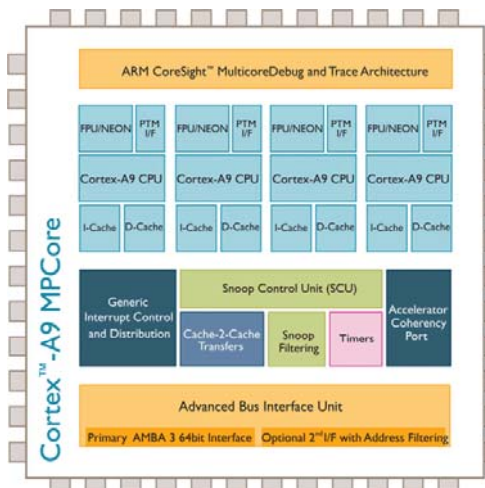 ARM CoreSight™ MulticoreDebug and Trace Architecture
FPU/NEON
PTM
I/F
FPU/NEON
PTM
I/F
FPU/NEON
PTM
I/F
FPU/NEON
PTM
I/F
Cortex-A9 CPU
Cortex-A9 CPU
Cortex-A9 CPU
Cortex-A9 CPU
I-Cache
D-Cache
I-Cache
D-Cache
I-Cache
D-Cache
I-Cache
D-Cache
Generic
Interrupt Control
and Distribution
Snoop Control Unit (SCU)
Cache-2-Cache
Transfers
Snoop
Filtering
Timers
Accelerator
Coherency
Port
Advanced Bus Interface Unit
Primary AMBA 3 64bit Interface
Optional 2nd I/F with Address Filtering
Cortex™-A9 MPCore